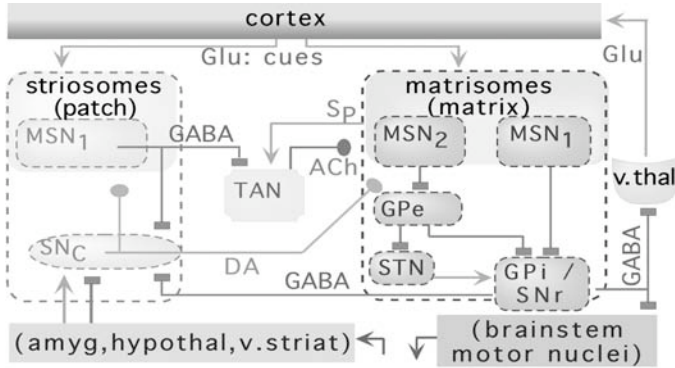 cortex
Glu: cues
Glu
striosomes
(patch)
matrisomes
(matrix)
MSN1
GABA
SP
MSN2
MSN1
ACh
TAN
v.thal
GPe
SNC
DA
STN
GABA
GPi /
SNr
GABA
(amyg,hypothal,v.striat)
(brainstem
motor nuclei)